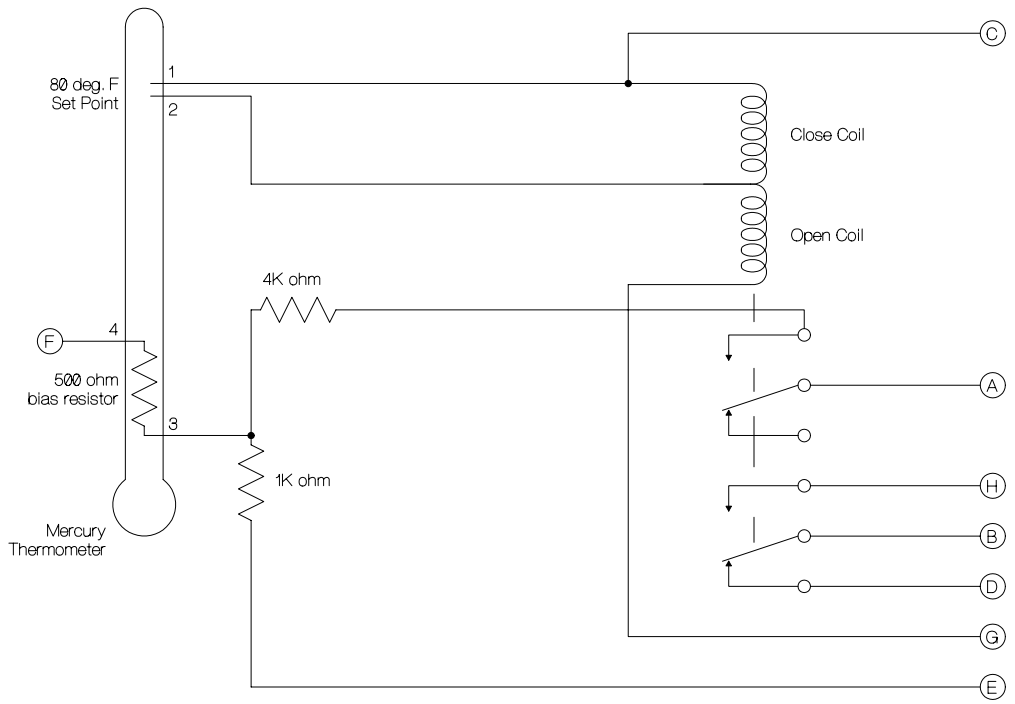 C
1
80 deg. F
Set Point
2
Close Coil
Open Coil
4K ohm
4
F
500 ohm
bias resistor
A
3
1K ohm
H
Mercury
Thermometer
B
D
G
E